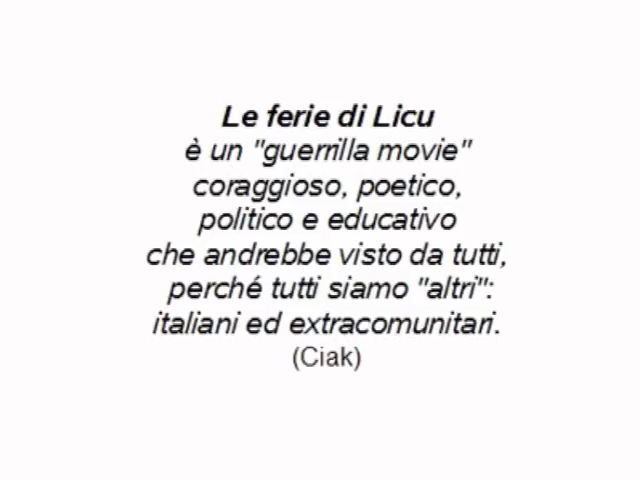 Le ferie di Licu
è un "guerrilla movie"
coraggioso, poetico,
politico e educativo
che andrebbe visto da tutti,
perché tutti siamo "altri":
italiani ed extracomunitari.
(Ciak)